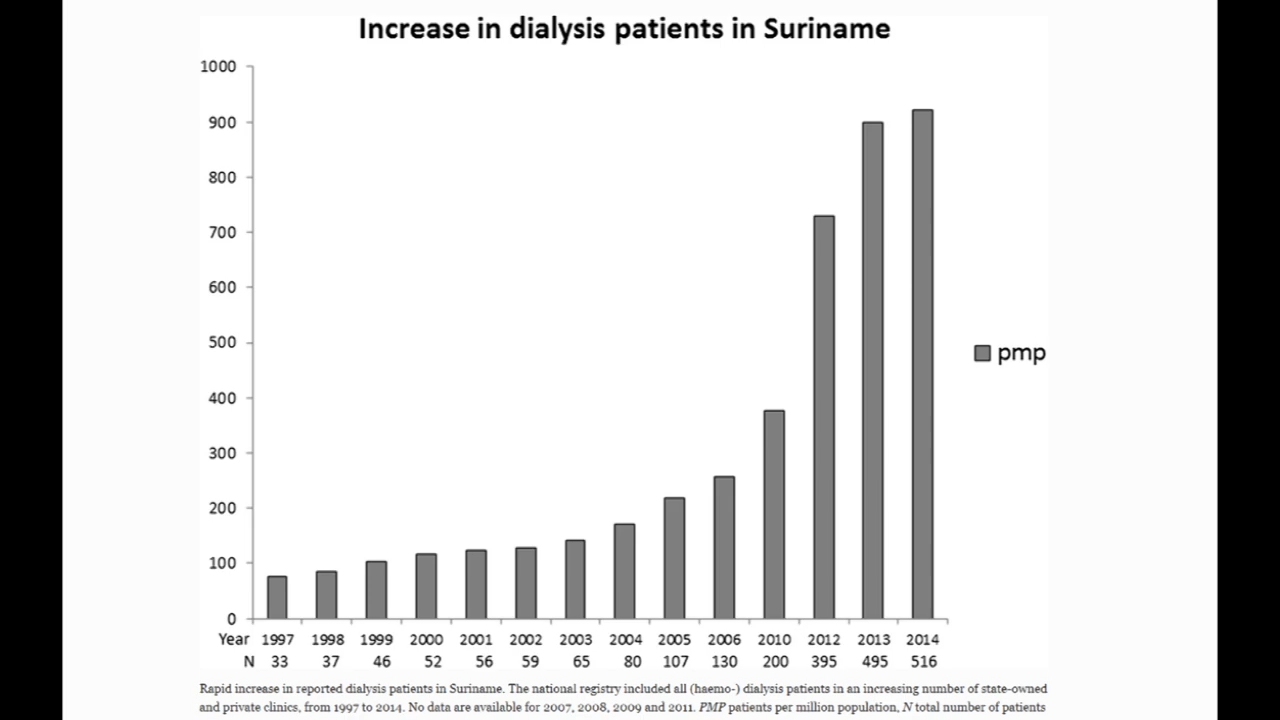 Increase in dialysis patients in Suriname
1000
900
800
700
600
500
400
300
200
100
0
pmp
Year 1997 1998 1999 2000 2001 2002 2003 2004 2005 2006 2010 2012 2013 2014
N 33 37 46 52 56 59 65 80 107 130 200 395 495 516
Rapid increase in reported dialysis patients in Suriname. The national registry included all (haemo-) dialysis patients in an increasing number of state-owned
and private clinics, from 1997 to 2014. No data are available for 2007, 2008, 2009 and 2011. PMP patients per million population, N total number of patients